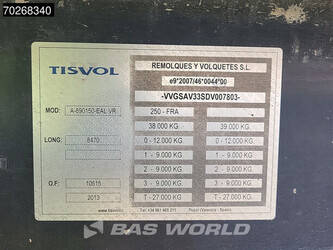 70268340
TISVOL
REMOLQUES Y VOLQUETES S.L.
e9*2007/46*0044*00
-VVGSAV33SDV007803-
MOD: A-890150-EAL VR 250 - FRA
38.000 KG 39.000 KG
LONG: 8470 0 - 12.000 KG 0 - 12.000 KG
1 - 9.000 KG 1 - 9.000 KG
2 - 9.000 KG 2 - 9.000 KG
O.F: 10615 3 - 9.000 KG 3 - 9.000 KG
2013 T - 27.000 KG T - 27.000 KG
BAS WORLD